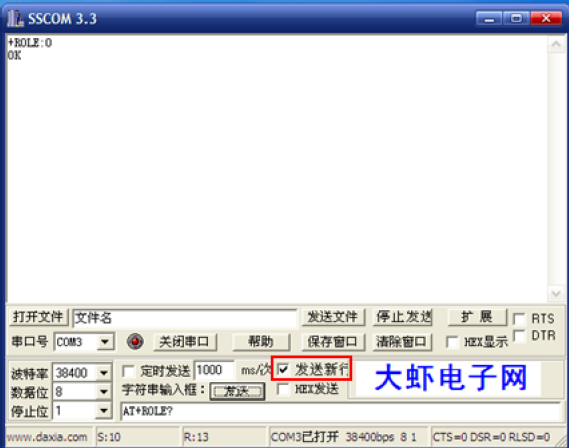 SSCOM 3.3
+ROLE:0
OK
打开文件 文件名 发送文件 停止发送 扩 展 RTS
串口号 COM3 关闭串口 帮助 保存窗口 清除窗口 HEX显示 DTR
波特率 38400 定时发送 1000 ms/次 发送新行 大虾电子网
数据位 8 字符串输入框： 发送 HEX发送
停止位 1 AT+ROLE?
www.daxia.com S:10 R:13 COM3已打开 38400bps 8 1 CTS=0 DSR=0 RLSD=0